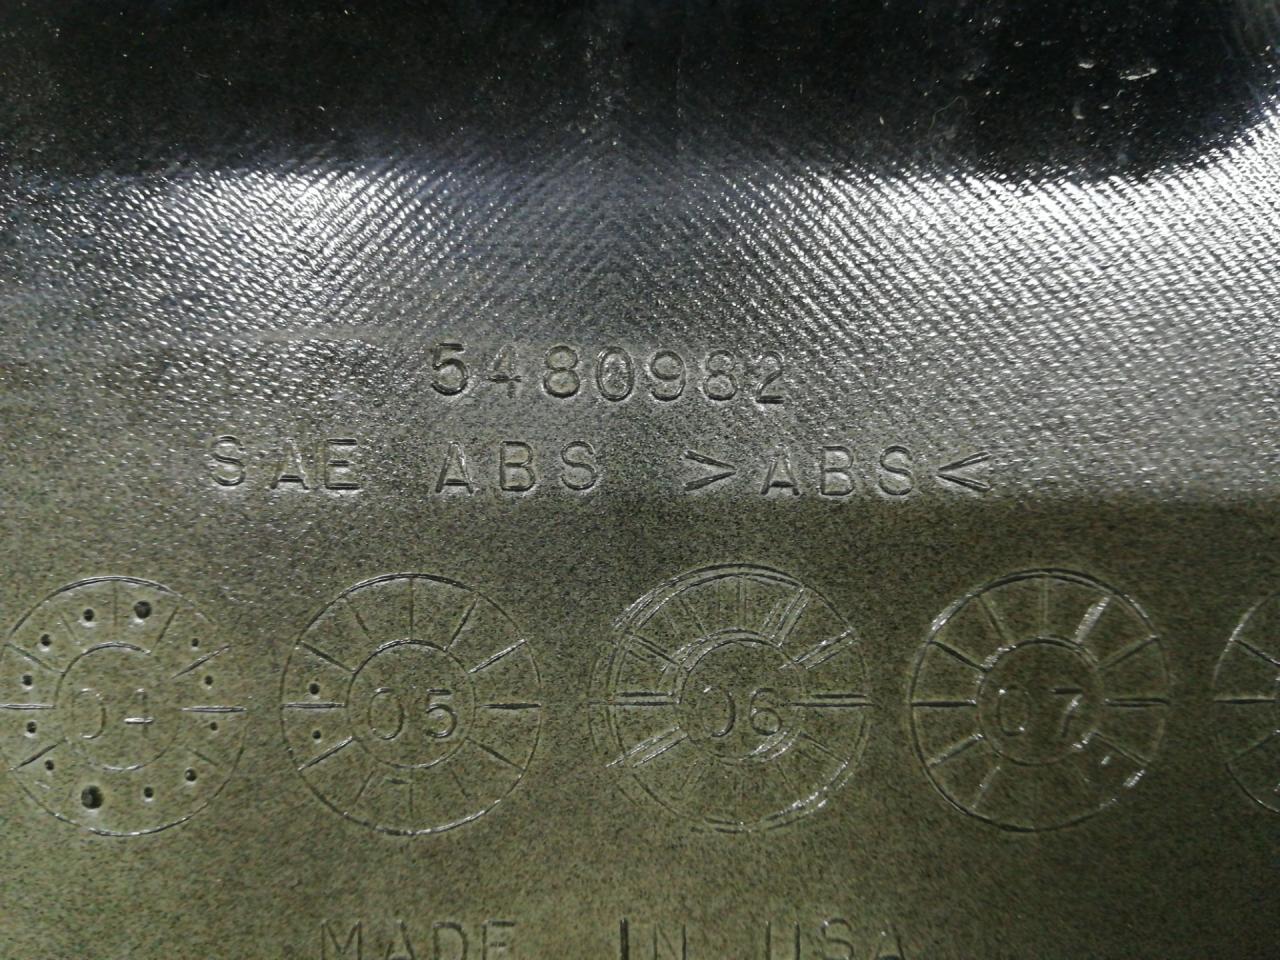 5480982
SAE ABS >ABS<
04 05 06 07
MADE IN USA